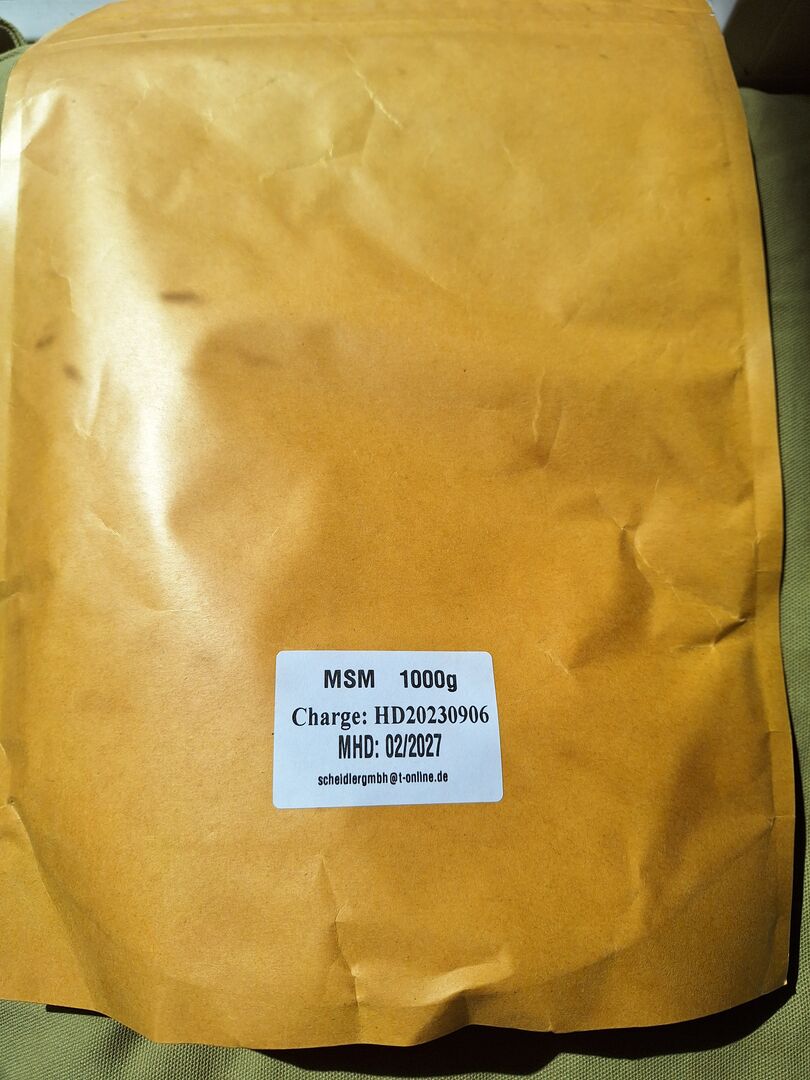 MSM 1000g
Charge: HD20230906
MHD: 02/2027
scheidlergmbh@t-online.de